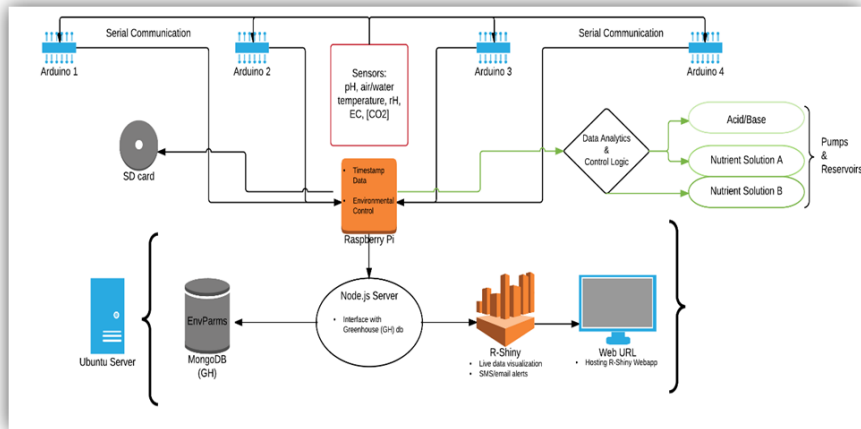 Serial Communication
Serial Communication
Arduino 1
Arduino 2
Arduino 3
Arduino 4
Sensors:
pH, air/water
temperature, rH,
EC, [CO2]
SD card
Timestamp
Data
Environmental
Control
Raspberry Pi
Data Analytics
&
Control Logic
Acid/Base
Nutrient Solution A
Nutrient Solution B
Pumps
&
Reservoirs
Ubuntu Server
EnvParms
MongoDB
(GH)
Node.js Server
Interface with
Greenhouse (GH) db
R-Shiny
Live data visualization
SMS/email alerts
Web URL
Hosting R-Shiny Webapp